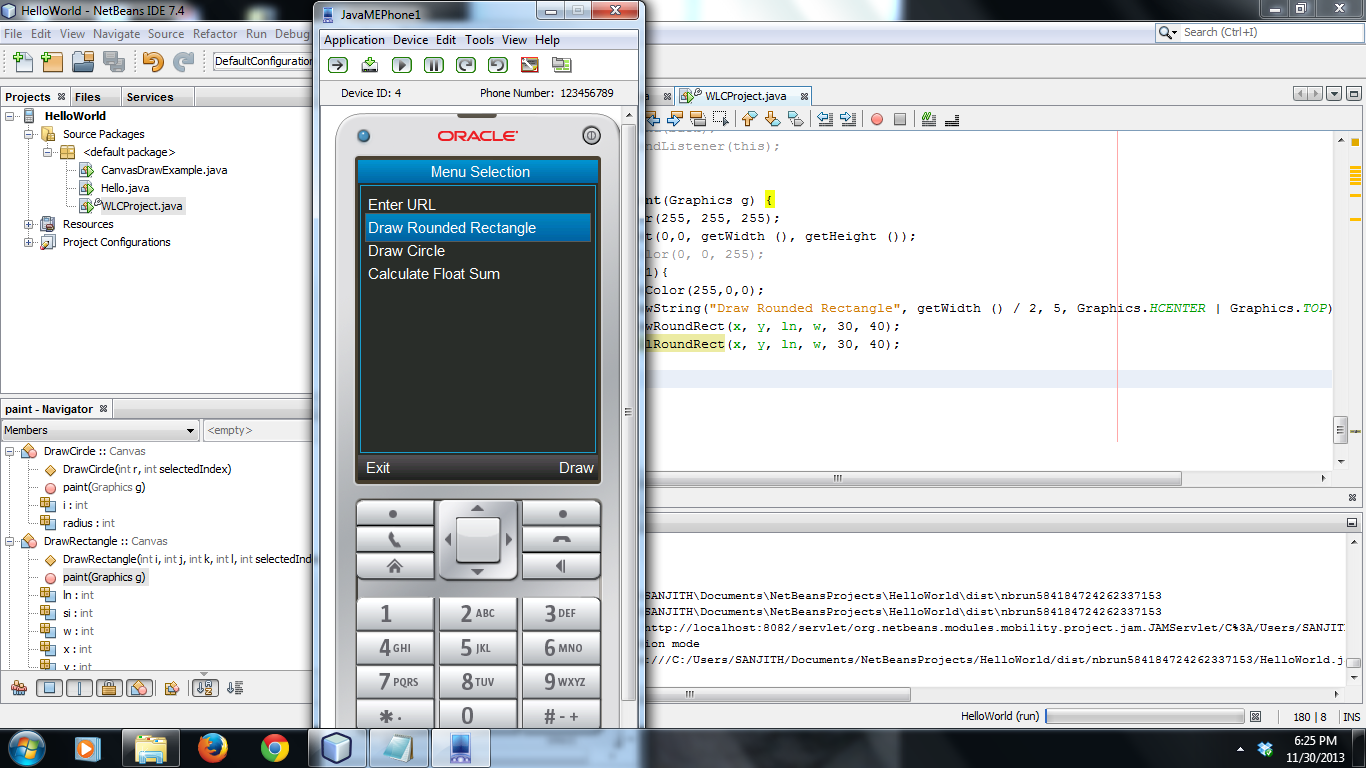 HelloWorld - NetBeans IDE 7.4
File Edit View Navigate Source Refactor Run Debug
Search (Ctrl+I)
DefaultConfiguration
Projects Files Services
HelloWorld
Source Packages
<default package>
CanvasDrawExample.java
Hello.java
WLCProject.java
Resources
Project Configurations
paint - Navigator
Members
<empty>
DrawCircle :: Canvas
DrawCircle(int r, int selectedIndex)
paint(Graphics g)
i : int
radius : int
DrawRectangle :: Canvas
DrawRectangle(int i, int j, int k, int l, int selectedInd
paint(Graphics g)
ln : int
si : int
w : int
x : int
y : int
JavaMEPhone1
Application Device Edit Tools View Help
Device ID: 4 Phone Number: 123456789
ORACLE
Menu Selection
Enter URL
Draw Rounded Rectangle
Draw Circle
Calculate Float Sum
Exit Draw
1 2 ABC 3 DEF
4 GHI 5 JKL 6 MNO
7 PQRS 8 TUV 9 WXYZ
* . 0 # - +
WLCProject.java
ndListener(this);
nt(Graphics g) {
r(255, 255, 255);
t(0,0, getWidth (), getHeight ());
lor(0, 0, 255);
1){
Color(255,0,0);
wString("Draw Rounded Rectangle", getWidth () / 2, 5, Graphics.HCENTER | Graphics.TOP)
wRoundRect(x, y, ln, w, 30, 40);
lRoundRect(x, y, ln, w, 30, 40);
SANJITH\Documents\NetBeansProjects\HelloWorld\dist\nbrun584184724262337153
SANJITH\Documents\NetBeansProjects\HelloWorld\dist\nbrun584184724262337153
http://localhost:8082/servlet/org.netbeans.modules.mobility.project.jam.JAMServlet/C%3A/Users/SANJIT
ion mode
:///C:/Users/SANJITH/Documents/NetBeansProjects/HelloWorld/dist/nbrun584184724262337153/HelloWorld.j
HelloWorld (run)
180 | 8 INS
6:25 PM
11/30/2013